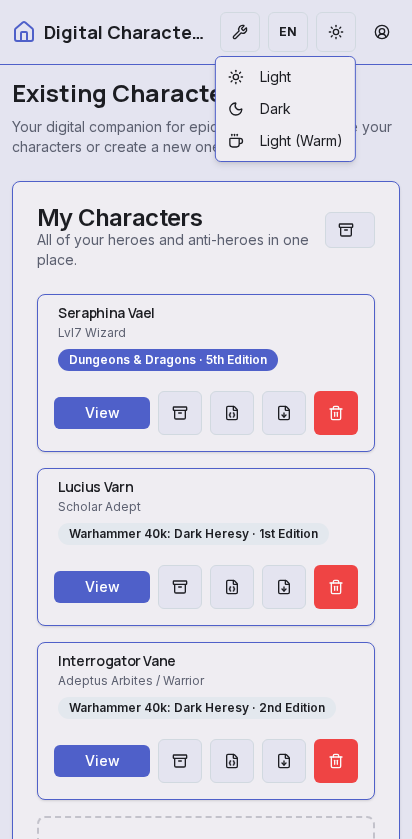 Digital Characte…
EN
Light
Dark
Light (Warm)
Existing Characte
Your digital companion for epic your
characters or create a new one
My Characters
All of your heroes and anti-heroes in one
place.
Seraphina Vael
Lvl7 Wizard
Dungeons & Dragons · 5th Edition
View
Lucius Varn
Scholar Adept
Warhammer 40k: Dark Heresy · 1st Edition
View
Interrogator Vane
Adeptus Arbites / Warrior
Warhammer 40k: Dark Heresy · 2nd Edition
View